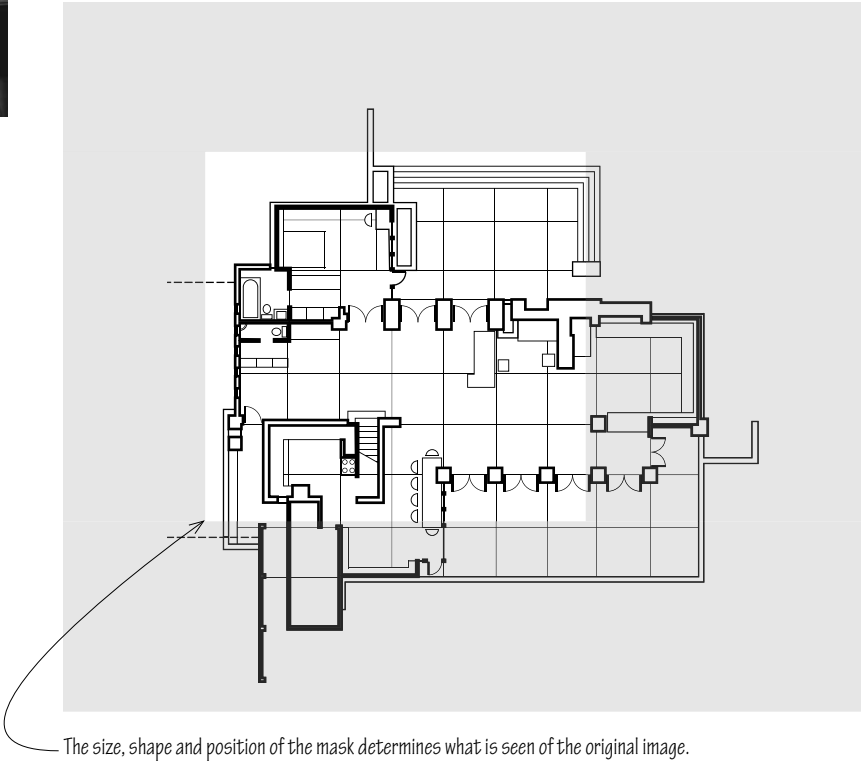 The size, shape and position of the mask determines what is seen of the original image.